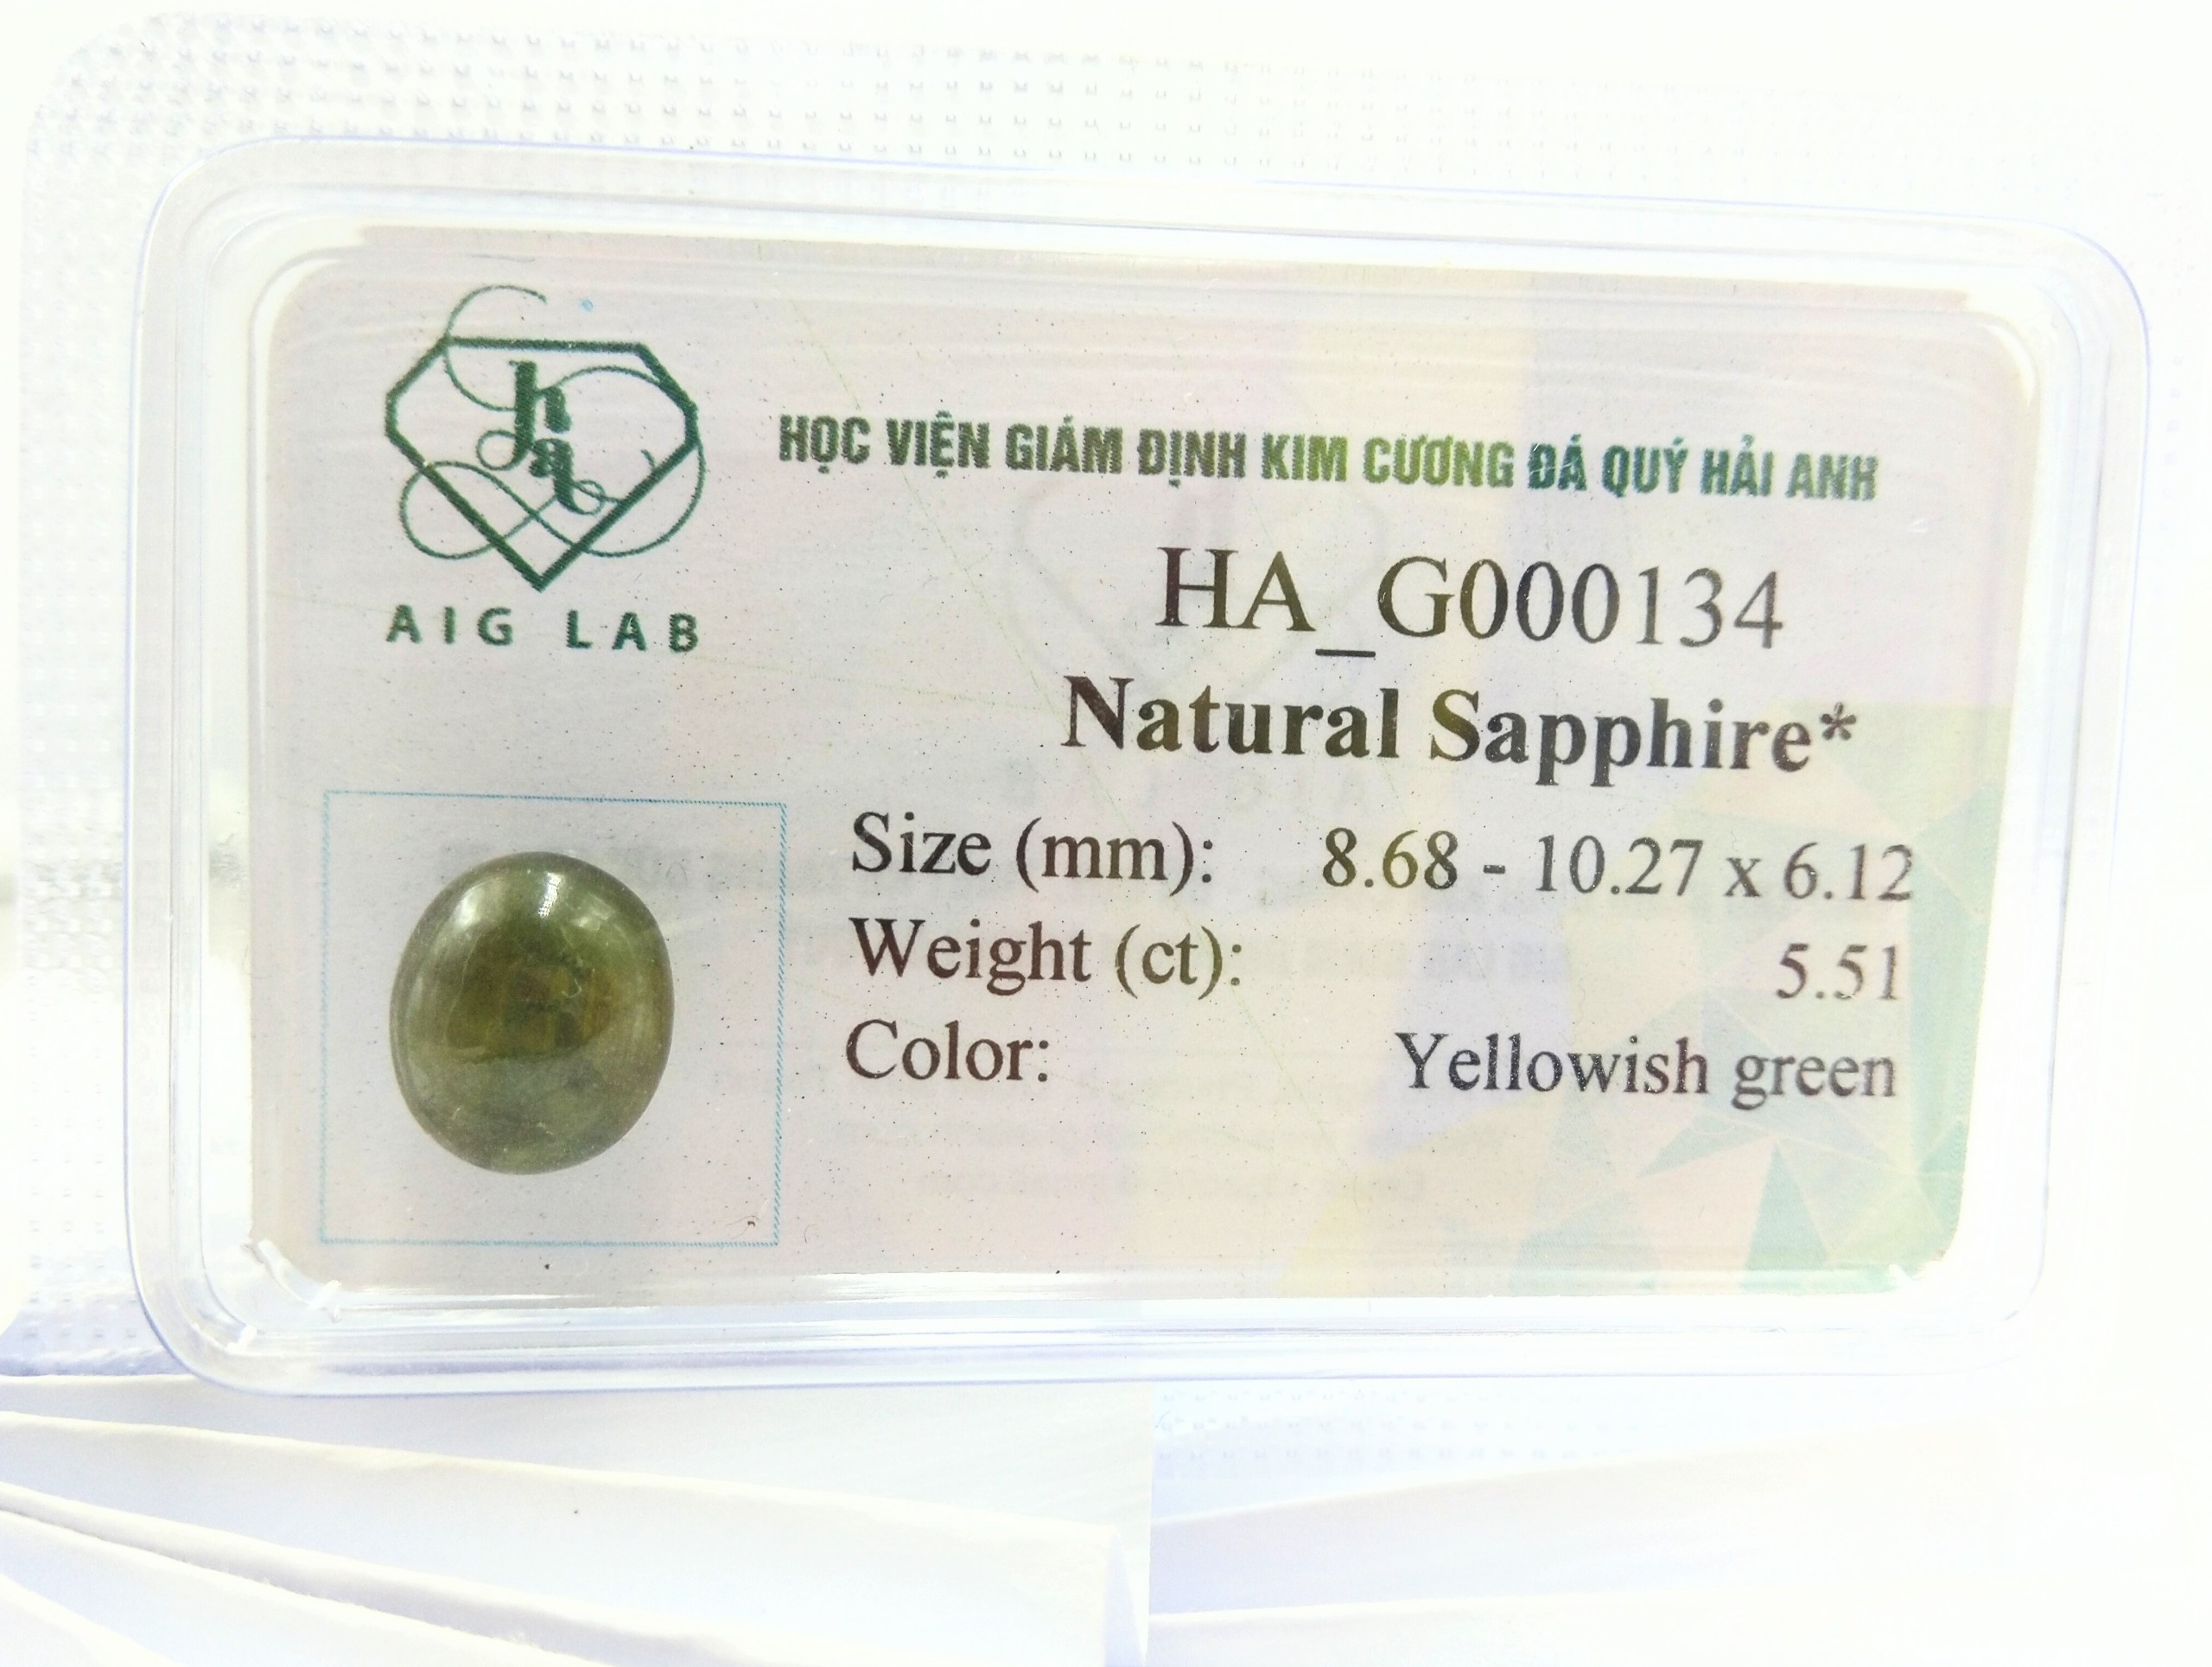 ha
AIG LAB
HỌC VIỆN GIÁM ĐỊNH KIM CƯƠNG ĐÁ QUÝ HẢI ANH
HA_G000134
Natural Sapphire*
Size (mm): 8.68 - 10.27 x 6.12
Weight (ct): 5.51
Color: Yellowish green